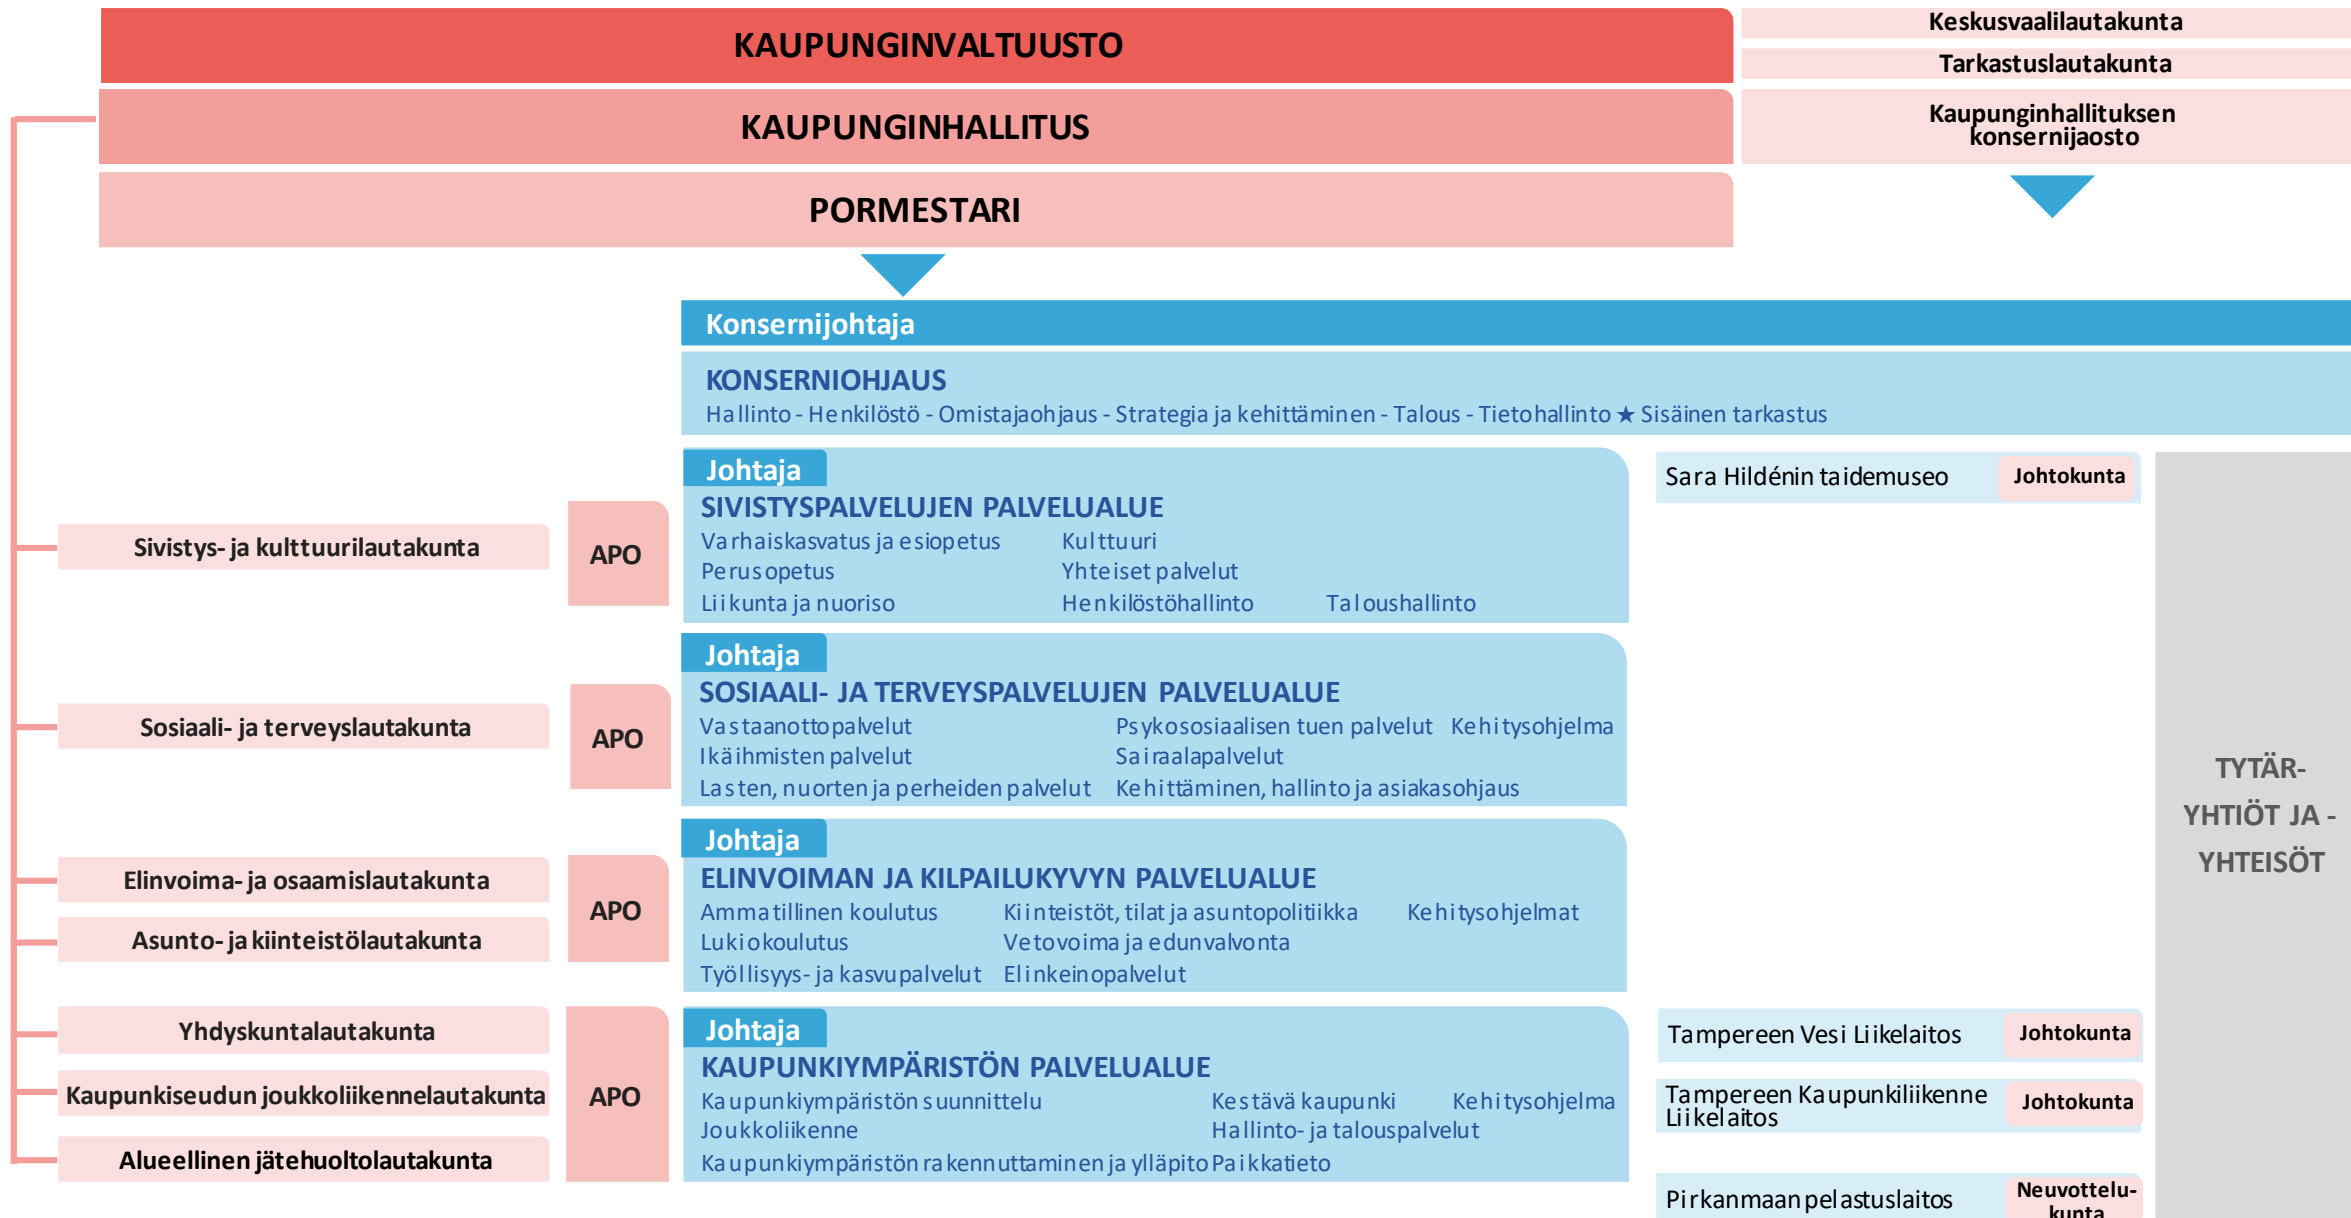 KAUPUNGINVALTUUSTO
Keskusvaalilautakunta
Tarkastuslautakunta
KAUPUNGINHALLITUS
Kaupunginhallituksen
konsernijaosto
PORMESTARI
Konsernijohtaja
KONSERNIOHJAUS
Hallinto - Henkilöstö - Omistajaohjaus - Strategia ja kehittäminen - Talous - Tietohallinto ★ Sisäinen tarkastus
Sivistys- ja kulttuurilautakunta
APO
Johtaja
SIVISTYSPALVELUJEN PALVELUALUE
Varhaiskasvatus ja esiopetus Kulttuuri
Perusopetus Yhteiset palvelut
Liikunta ja nuoriso Henkilöstöhallinto Taloushallinto
Sara Hildénin taidemuseo Johtokunta
Sosiaali- ja terveyslautakunta
APO
Johtaja
SOSIAALI- JA TERVEYSPALVELUJEN PALVELUALUE
Vastaanottopalvelut Psykososiaalisen tuen palvelut Kehitysohjelma
Ikäihmisten palvelut Sairaalapalvelut
Lasten, nuorten ja perheiden palvelut Kehittäminen, hallinto ja asiakasohjaus
TYTÄR-
YHTIÖT JA -
YHTEISÖT
Elinvoima- ja osaamislautakunta
Asunto- ja kiinteistölautakunta
APO
Johtaja
ELINVOIMAN JA KILPAILUKYVYN PALVELUALUE
Ammatillinen koulutus Kiinteistöt, tilat ja asuntopolitiikka Kehitysohjelmat
Lukiokoulutus Vetovoima ja edunvalvonta
Työllisyys- ja kasvupalvelut Elinkeinopalvelut
Yhdyskuntalautakunta
Kaupunkiseudun joukkoliikennelautakunta
Alueellinen jätehuoltolautakunta
APO
Johtaja
KAUPUNKIYMPÄRISTÖN PALVELUALUE
Kaupunkiympäristön suunnittelu Kestävä kaupunki Kehitysohjelma
Joukkoliikenne Hallinto- ja talouspalvelut
Kaupunkiympäristön rakennuttaminen ja ylläpito Paikkatieto
Tampereen Vesi Liikelaitos Johtokunta
Tampereen Kaupunkiliikenne
Liikelaitos
Johtokunta
Pirkanmaan pelastuslaitos
Neuvottelu-
kunta